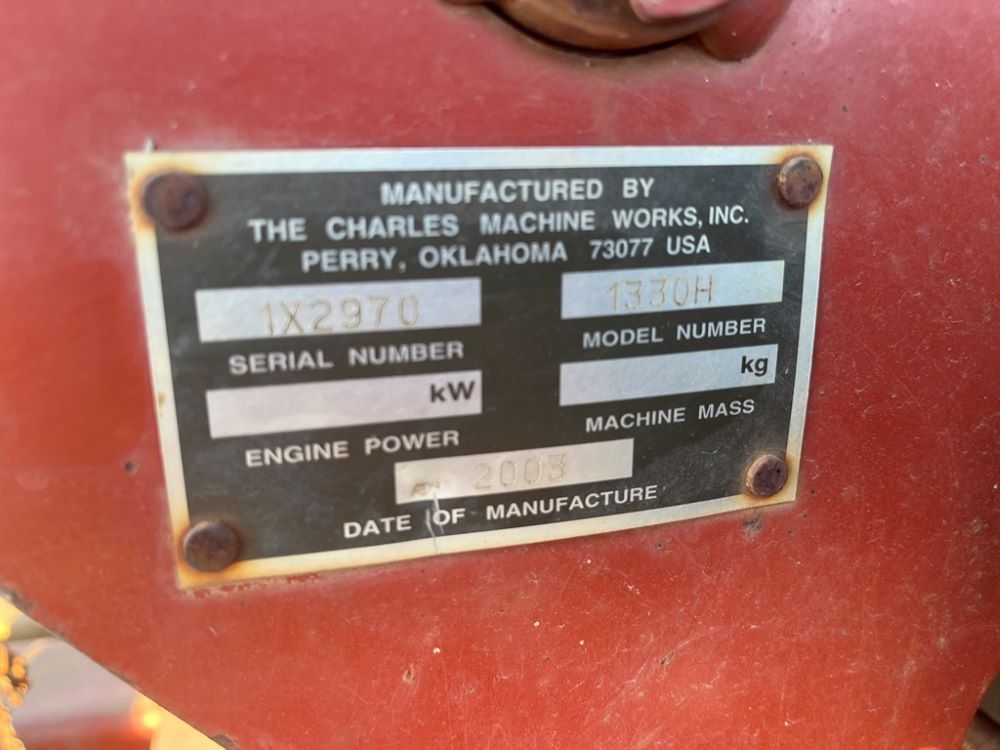 MANUFACTURED BY
THE CHARLES MACHINE WORKS, INC.
PERRY, OKLAHOMA 73077 USA
1X2970 1330H
SERIAL NUMBER MODEL NUMBER
kW kg
ENGINE POWER MACHINE MASS
2003
DATE OF MANUFACTURE